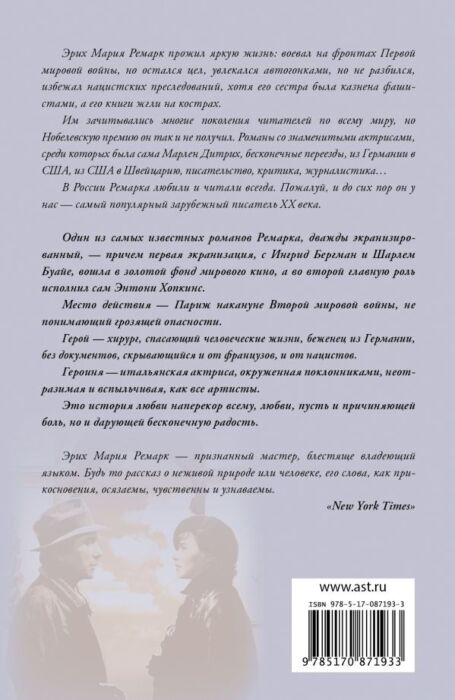 Эрих Мария Ремарк прожил яркую жизнь: воевал на фронтах Первой
мировой войны, но остался цел, увлекался автогонками, но не разбился,
избежал нацистских преследований, хотя его сестра была казнена фаши-
стами, а его книги жгли на кострах.
Им зачитывались многие поколения читателей по всему миру, но
Нобелевскую премию он так и не получил. Романы со знаменитыми актрисами,
среди которых была сама Марлен Дитрих, бесконечные переезды, из Германии в
США, из США в Швейцарию, писательство, критика, журналистика…
В России Ремарка любили и читали всегда. Пожалуй, и до сих пор он у
нас — самый популярный зарубежный писатель XX века.
Один из самых известных романов Ремарка, дважды экранизиро-
ванный, — причем первая экранизация, с Ингрид Бергман и Шарлем
Буайе, вошла в золотой фонд мирового кино, а во второй главную роль
исполнил сам Энтони Хопкинс.
Место действия — Париж накануне Второй мировой войны, не
понимающий грозящей опасности.
Герой — хирург, спасающий человеческие жизни, беженец из Германии,
без документов, скрывающийся и от французов, и от нацистов.
Героиня — итальянская актриса, окруженная поклонниками, неот-
разимая и вспыльчивая, как все артисты.
Это история любви наперекор всему, любви, пусть и причиняющей
боль, но и дарующей бесконечную радость.
Эрих Мария Ремарк — признанный мастер, блестяще владеющий
языком. Будь то рассказ о неживой природе или человеке, его слова, как при-
косновения, осязаемы, чувственны и узнаваемы.
«New York Times»
www.ast.ru
ISBN 978-5-17-087193-3
9 785170 871933